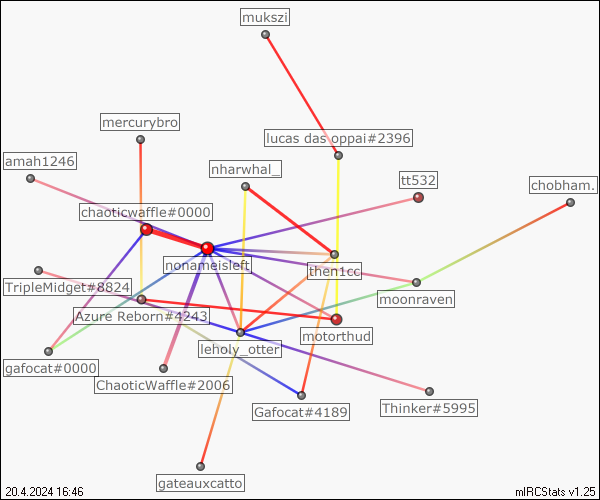 mukszi
mercurybro
lucas das oppai#2396
amah1246
nharwhal_
tt532
chobham.
chaoticwaffle#0000
nonameisleft
then1cc
TripleMidget#8824
moonraven
Azure Reborn#4243
motorthud
leholy_otter
gafocat#0000
ChaoticWaffle#2006
Gafocat#4189
Thinker#5995
gateauxcatto
20.4.2024 16:46
mIRCStats v1.25